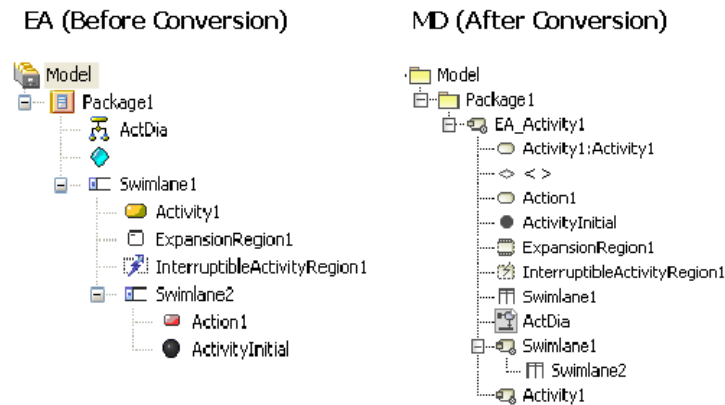 EA (Before Conversion)
Model
Package1
ActDia
Swimlane1
Activity1
ExpansionRegion1
InterruptibleActivityRegion1
Swimlane2
Action1
ActivityInitial
MD (After Conversion)
Model
Package1
EA_Activity1
Activity1:Activity1
< >
Action1
ActivityInitial
ExpansionRegion1
InterruptibleActivityRegion1
Swimlane1
ActDia
Swimlane1
Swimlane2
Activity1